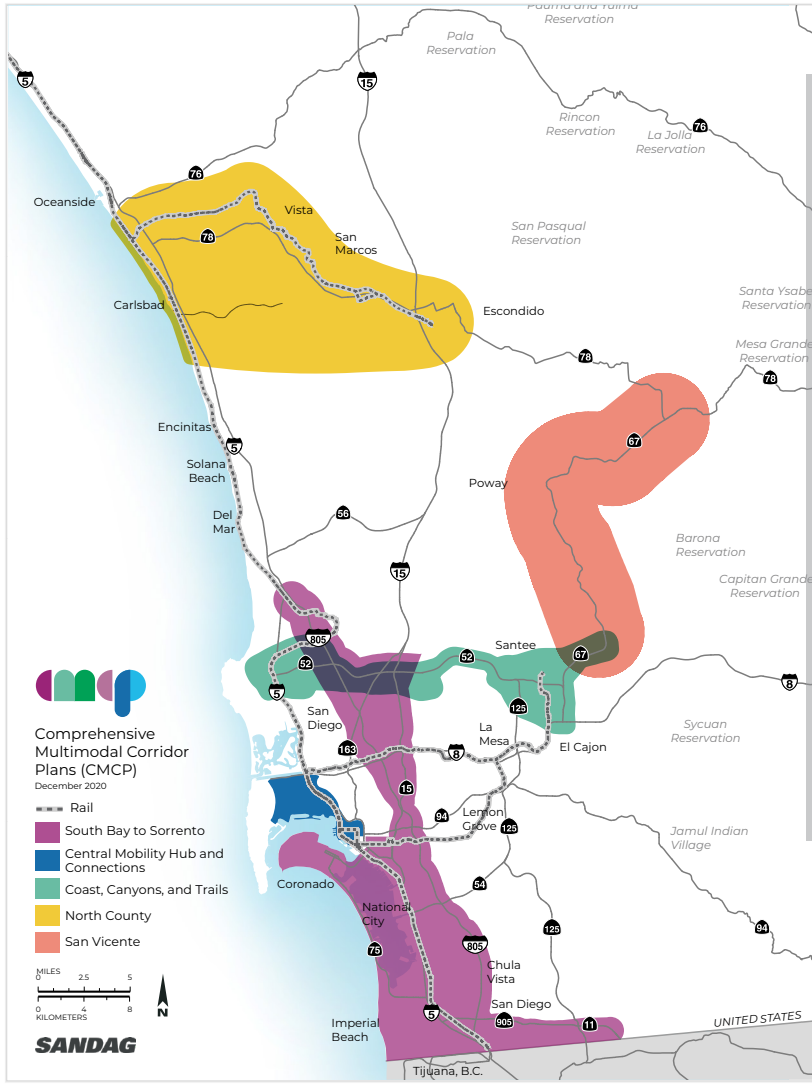 Pauma and Yuima
Reservation
Pala
Reservation
5
15
Rincon
Reservation
76
La Jolla
Reservation
76
Oceanside
Vista
78
San
Marcos
San Pasqual
Reservation
Carlsbad
Escondido
Santa Ysabe
Reservation
78
Mesa Grande
Reservation
78
Encinitas
5
67
Solana
Beach
Poway
Del
Mar
56
Barona
Reservation
15
Capitan Grande
Reservation
805
Santee
52
52
67
5
8
125
San
Diego
La
Mesa
Sycuan
Reservation
163
8
El Cajon
15
94
Lemon
Grove
125
Jamul Indian
Village
Coronado
54
National
City
125
94
75
805
Chula
Vista
San Diego
5
905
11
Imperial
Beach
UNITED STATES
Tijuana, B.C.
cmcp
Comprehensive
Multimodal Corridor
Plans (CMCP)
December 2020
Rail
South Bay to Sorrento
Central Mobility Hub and
Connections
Coast, Canyons, and Trails
North County
San Vicente
MILES
0 2.5 5
0 4 8
KILOMETERS
N
SANDAG